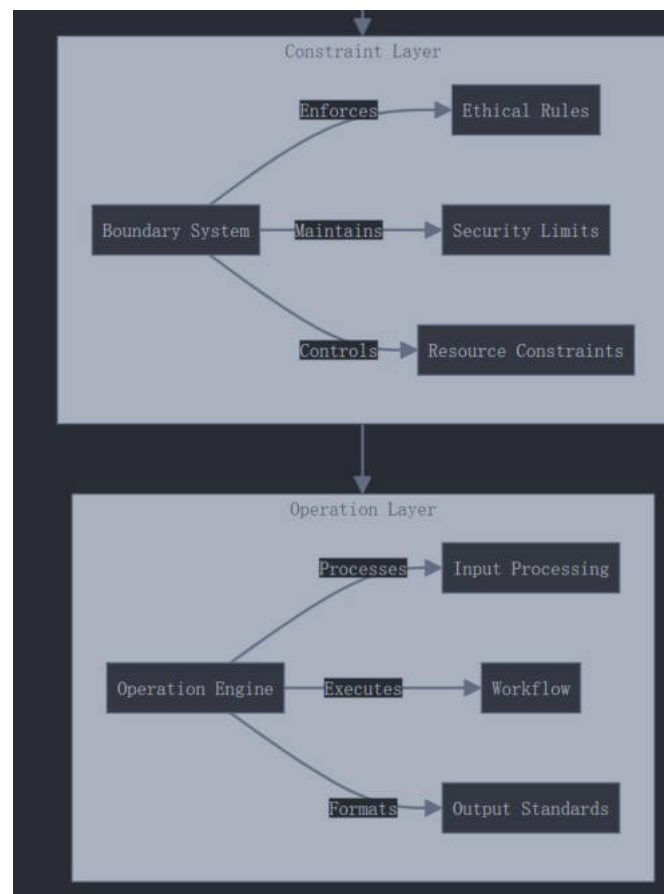 Constraint Layer
Enforces
Ethical Rules
Boundary System
Maintains
Security Limits
Controls
Resource Constraints
Operation Layer
Processes
Input Processing
Operation Engine
Executes
Workflow
Formats
Output Standards